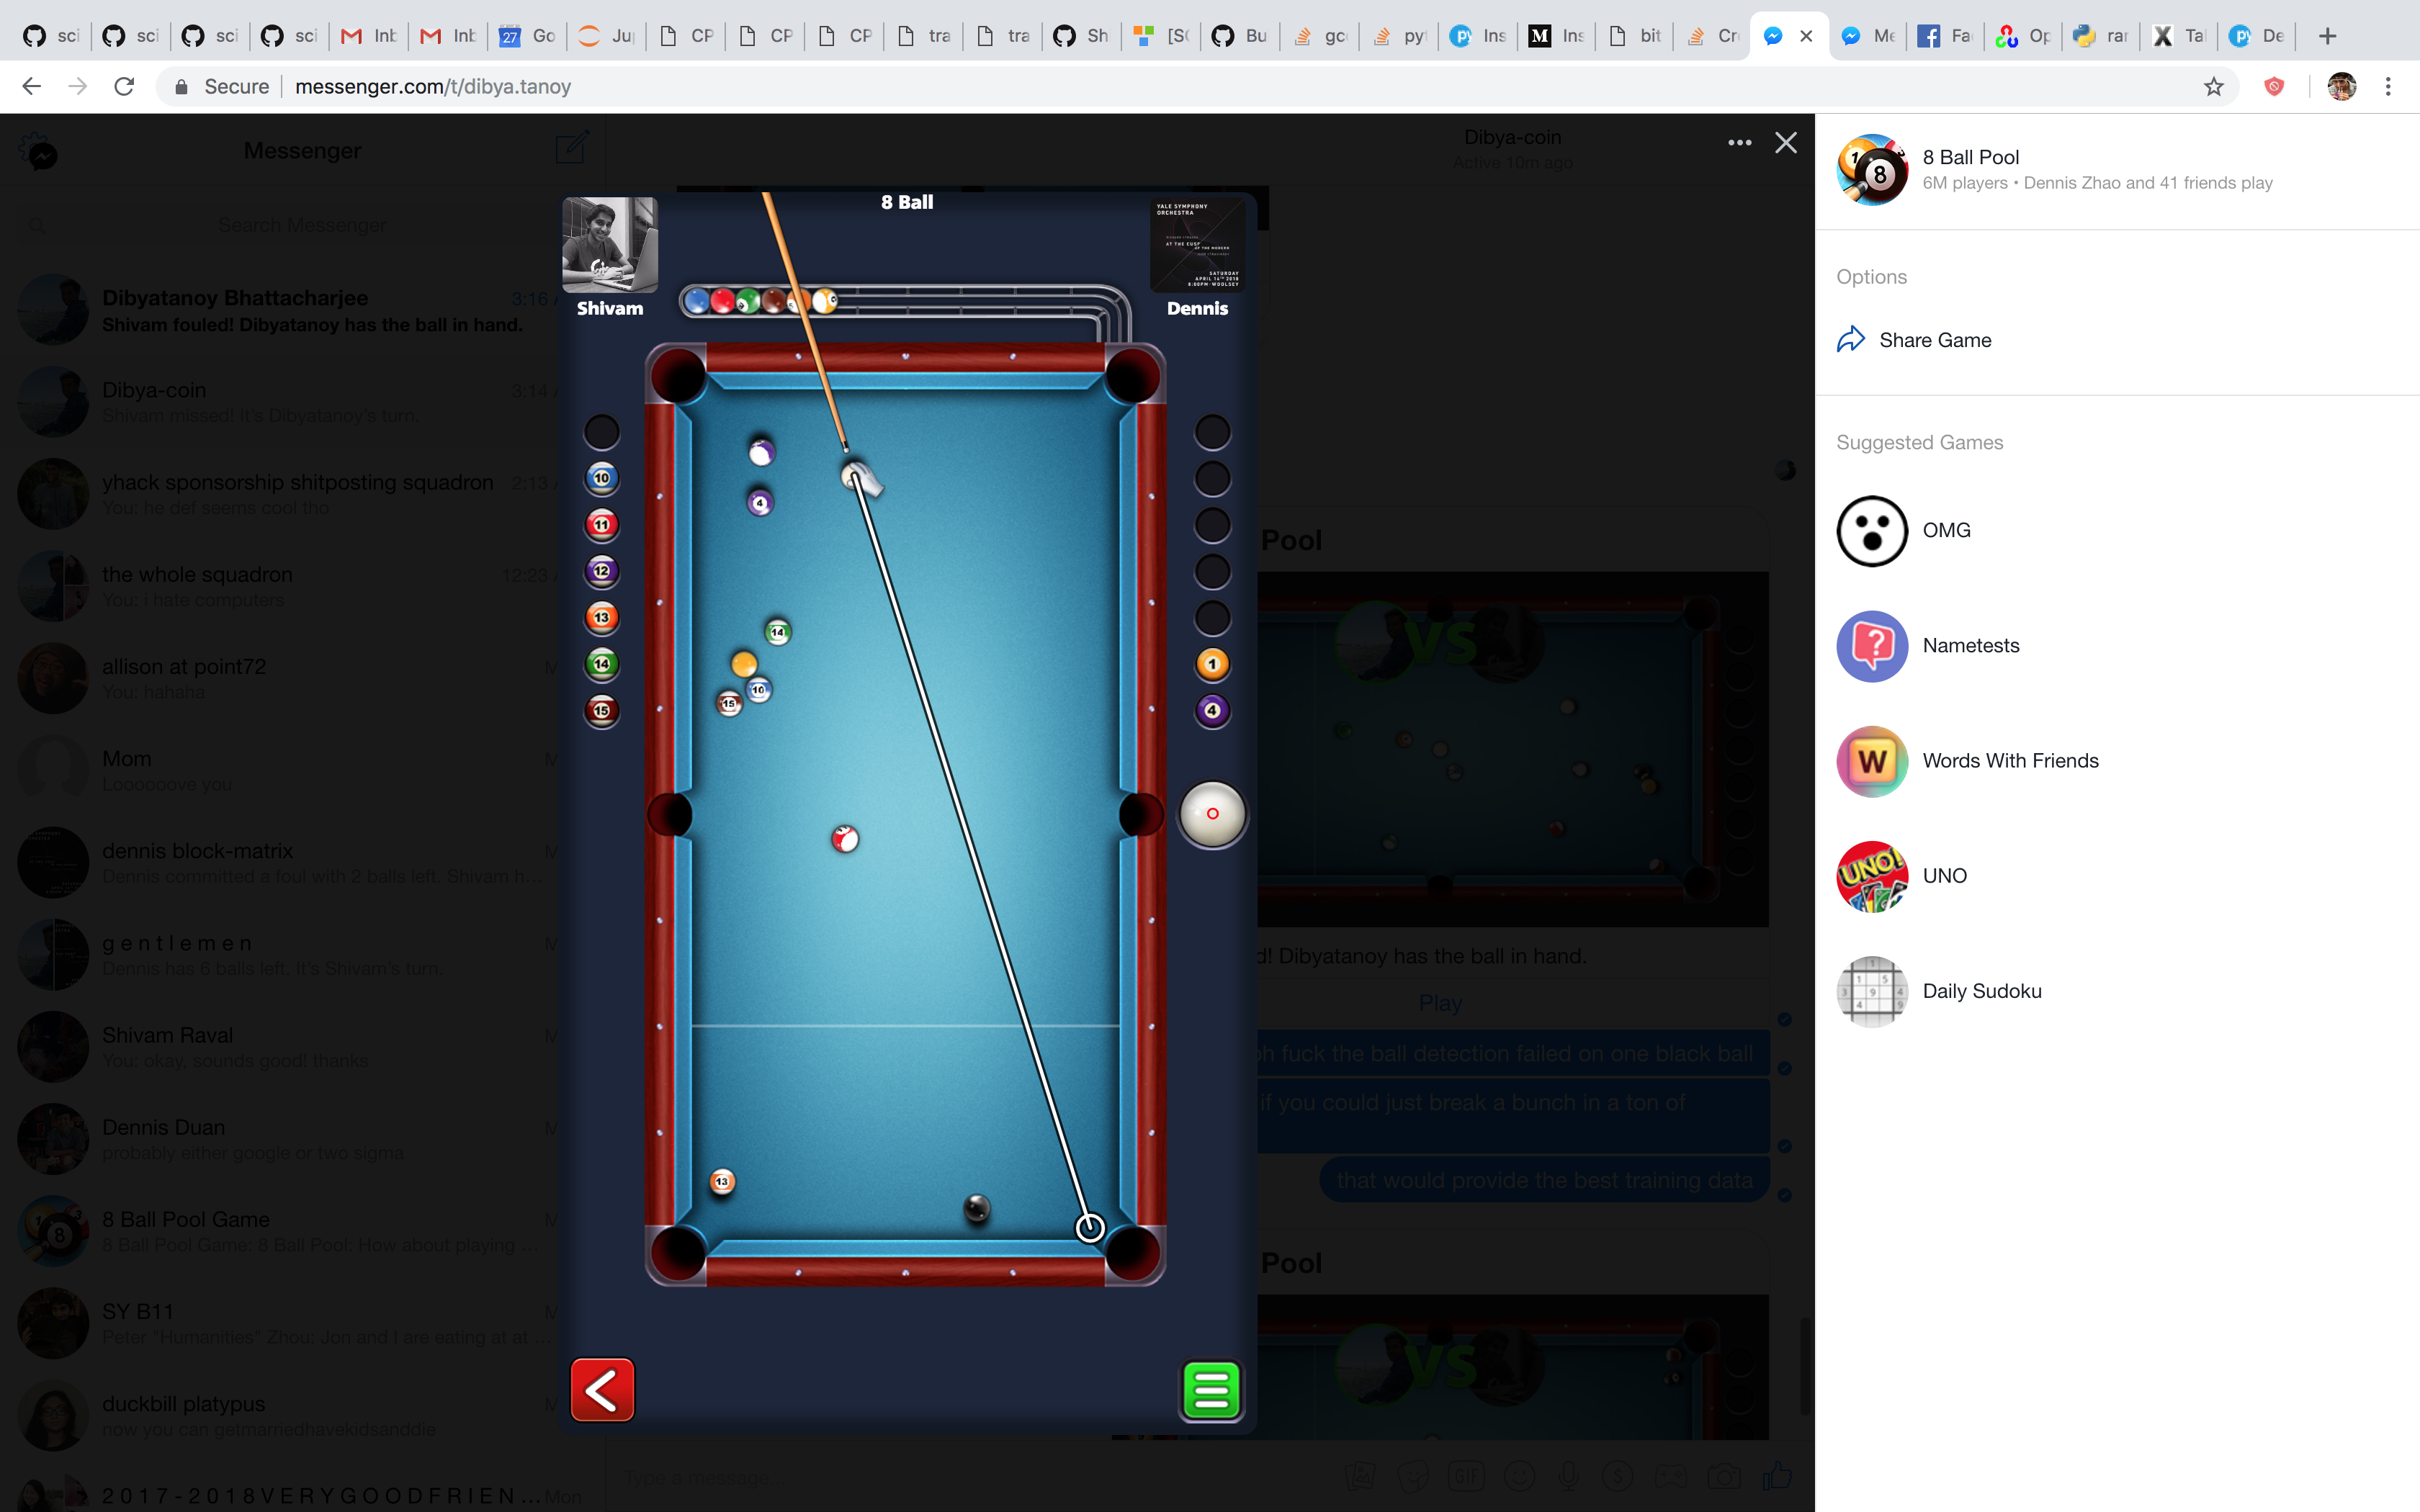 sci
sci
sci
sci
Inb
Inb
27
Go
Ju
CP
CP
CP
tra
tra
Sh
[S
Bu
gc
py
Ins
Ins
bit
Cr
Me
Fa
Op
Ta
De
Secure
messenger.com/t/dibya.tanoy
Messenger
Search Messenger
Dibyatanoy Bhattacharjee
3:16
Shivam fouled! Dibyatanoy has the ball in hand.
Dibya-coin
3:14
Shivam missed! It's Dibyatanoy's turn.
yhack sponsorship shitposting squadron
2:13
You: he def seems cool tho
the whole squadron
12:23
You: i hate computers
allison at point72
You: hahaha
Mom
Loooooove you
dennis block-matrix
Dennis committed a foul with 2 balls left. Shivam h...
g e n t l e m e n
Dennis has 6 balls left. It's Shivam's turn.
Shivam Raval
You: okay, sounds good! thanks
Dennis Duan
probably either google or two sigma
8 Ball Pool Game
8 Ball Pool Game: 8 Ball Pool: How about playing ...
SY B11
Peter "Humanities" Zhou: Jon and I are eating at at ...
duckbill platypus
now you can getmarriedhavekidsanddie
2 0 1 7 - 2 0 1 8 V E R Y G O O D F R I E N ...
Mon
Dibya-coin
Active 10m ago
8 Ball
Shivam
YALE SYMPHONY
ORCHESTRA
AT THE CUSP
OF THE MODERN
SATURDAY
APRIL 14TH 2018
8:00PM·WOOLSEY
Dennis
10
11
12
13
14
15
1
4
4
14
10
15
13
Pool
VS
d! Dibyatanoy has the ball in hand.
Play
oh fuck the ball detection failed on one black ball
if you could just break a bunch in a ton of
that would provide the best training data
Pool
VS
Type a message...
GIF
8 Ball Pool
6M players • Dennis Zhao and 41 friends play
Options
Share Game
Suggested Games
OMG
Nametests
W
Words With Friends
UNO!
UNO
Daily Sudoku